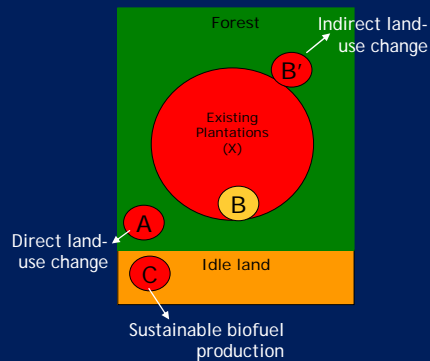 Forest
Indirect land-
use change
B'
Existing
Plantations
(X)
B
A
Direct land-
use change
Idle land
C
Sustainable biofuel
production